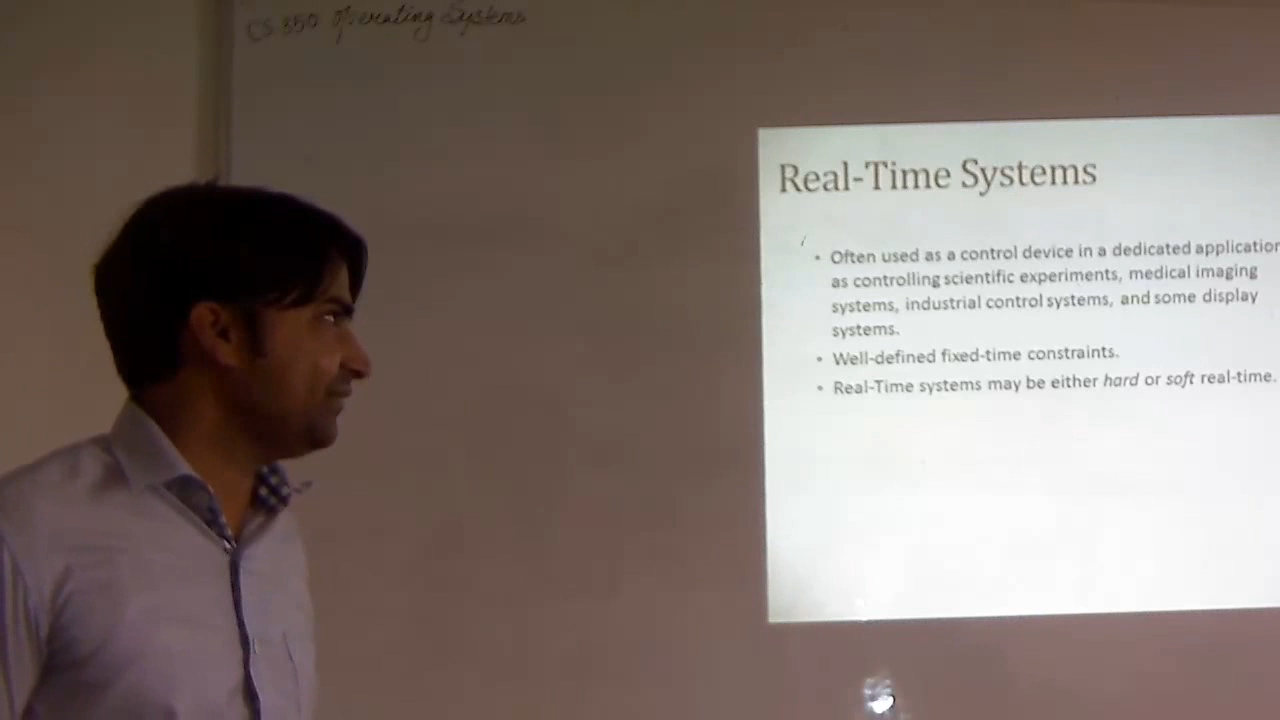 CS 350 Operating Systems
Real-Time Systems
• Often used as a control device in a dedicated application
as controlling scientific experiments, medical imaging
systems, industrial control systems, and some display
systems.
• Well-defined fixed-time constraints.
• Real-Time systems may be either hard or soft real-time.